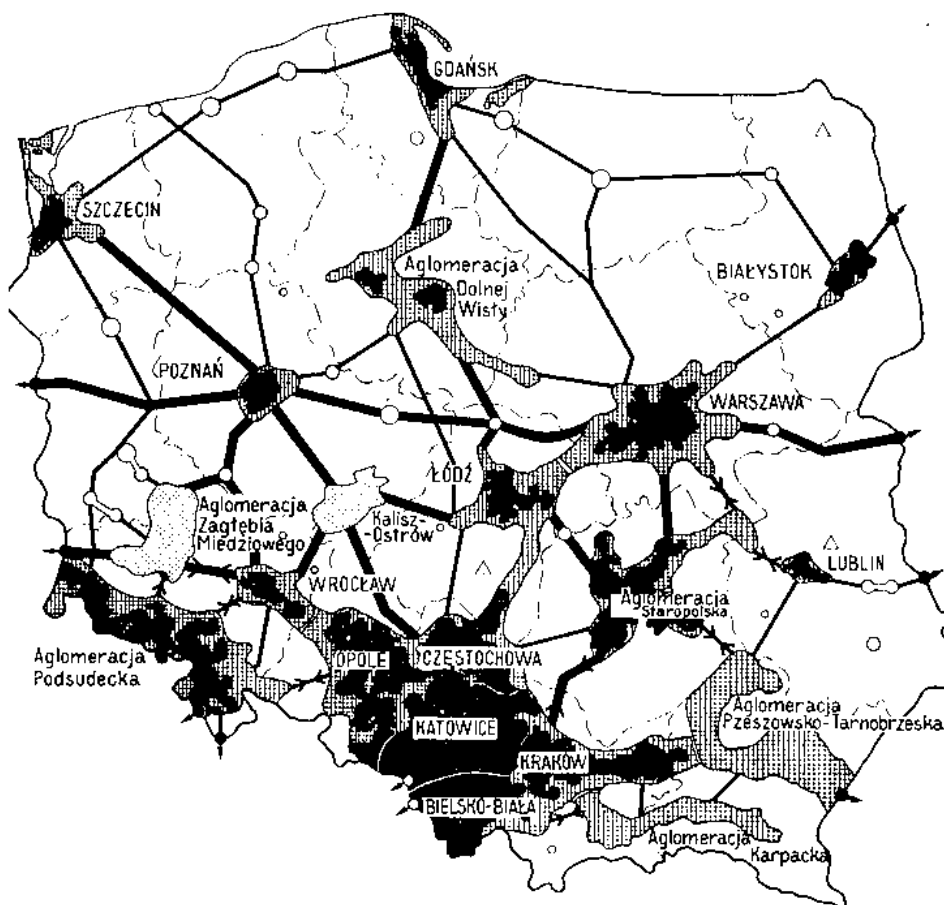 GDAŃSK
SZCZECIN
Aglomeracja
Dolnej
Wisły
BIAŁYSTOK
POZNAŃ
WARSZAWA
ŁÓDŹ
Aglomeracja
Zagłębia
Miedziowego
Kalisz-
-Ostrów
WROCŁAW
LUBLIN
Aglomeracja
Staropolska
Aglomeracja
Podsudecka
OPOLE
CZĘSTOCHOWA
Aglomeracja
Rzeszowsko-Tarnobrzeska
KATOWICE
KRAKÓW
BIELSKO-BIAŁA
Aglomeracja
Karpacka